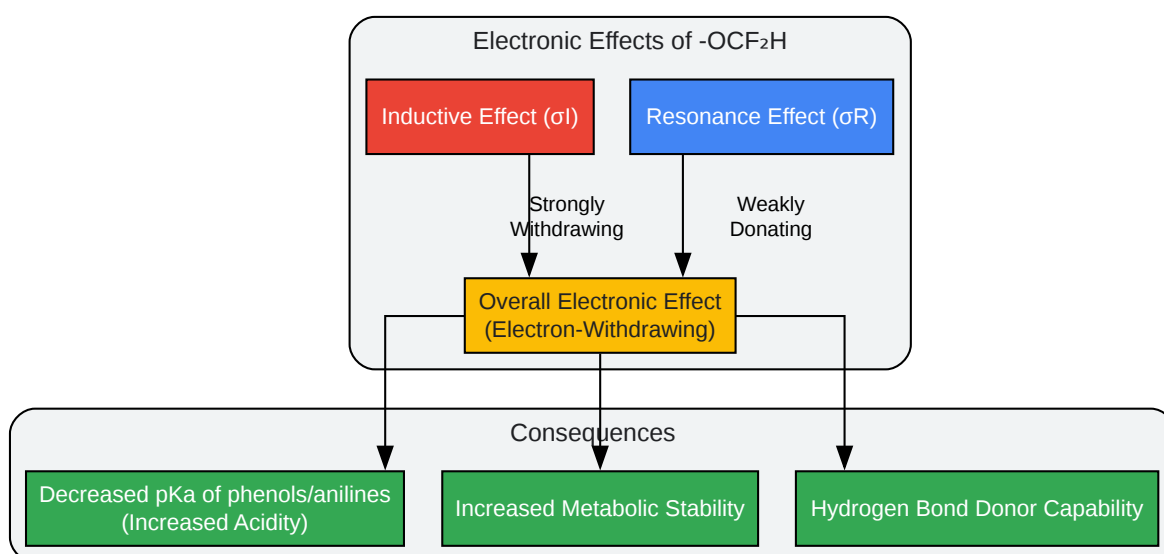 Electronic Effects of -OCF₂H
Inductive Effect (σI)
Resonance Effect (σR)
Strongly
Withdrawing
Weakly
Donating
Overall Electronic Effect
(Electron-Withdrawing)
Consequences
Decreased pKa of phenols/anilines
(Increased Acidity)
Increased Metabolic Stability
Hydrogen Bond Donor Capability